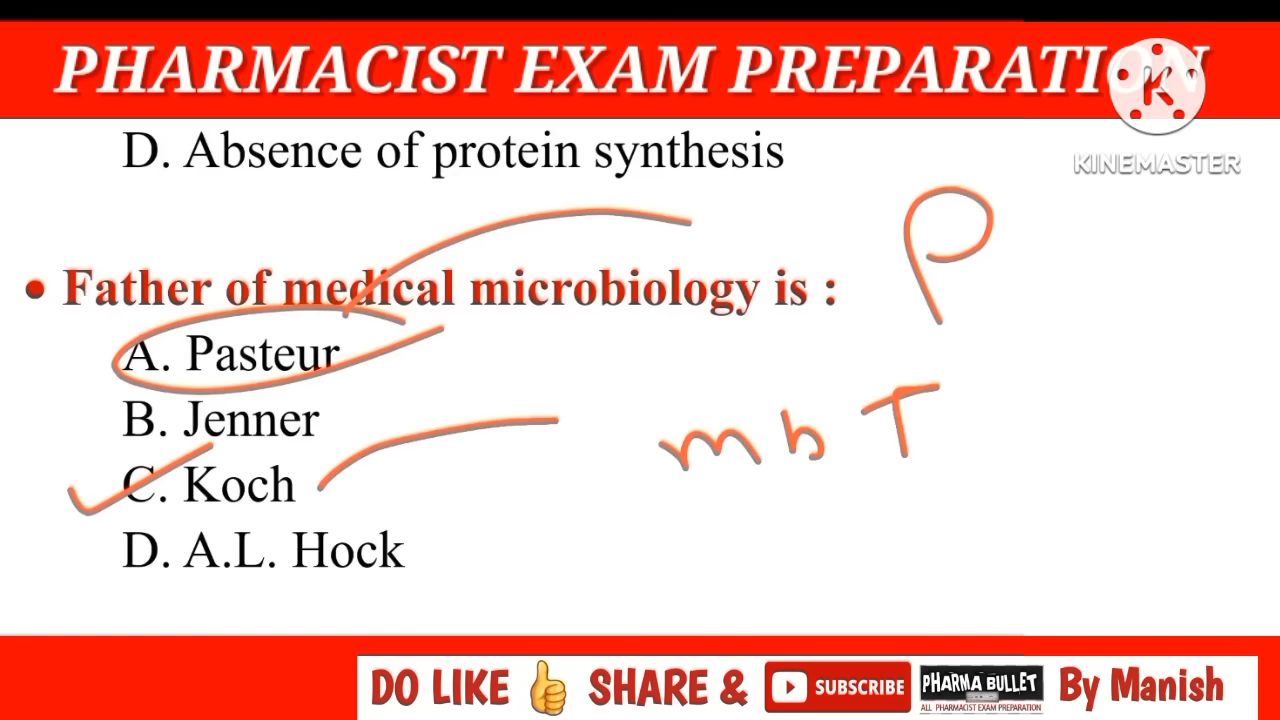 PHARMACIST EXAM PREPARATION
K
KINEMASTER
D. Absence of protein synthesis
P
• Father of medical microbiology is :
A. Pasteur
B. Jenner
m b T
C. Koch
D. A.L. Hock
DO LIKE SHARE & SUBSCRIBE PHARMA BULLET By Manish
ALL PHARMACIST EXAM PREPARATION